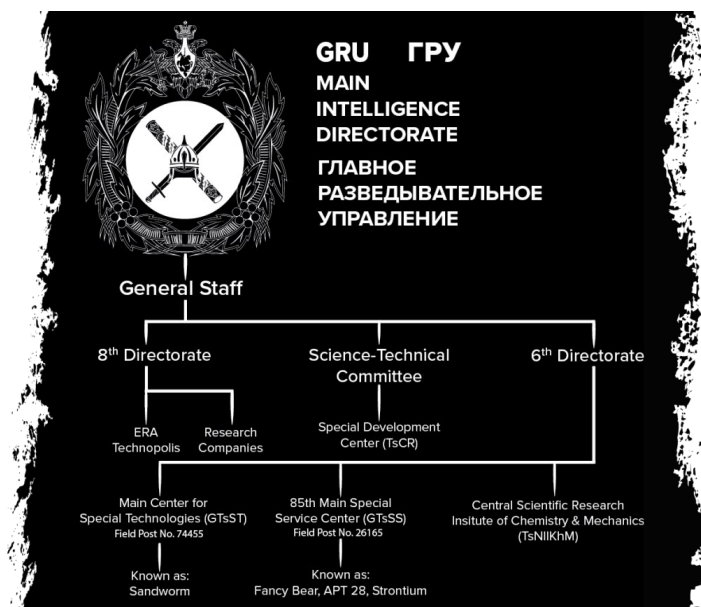 GRU ГРУ
MAIN
INTELLIGENCE
DIRECTORATE
ГЛАВНОЕ
РАЗВЕДЫВАТЕЛЬНОЕ
УПРАВЛЕНИЕ
General Staff
8th Directorate
Science-Technical
Committee
6th Directorate
ERA
Technopolis
Research
Companies
Special Development
Center (TsCR)
Main Center for
Special Technologies (GTsST)
Field Post No. 74455
85th Main Special
Service Center (GTsSS)
Field Post No. 26165
Central Scientific Research
Insitute of Chemistry & Mechanics
(TsNIIKhM)
Known as:
Sandworm
Known as:
Fancy Bear, APT 28, Strontium